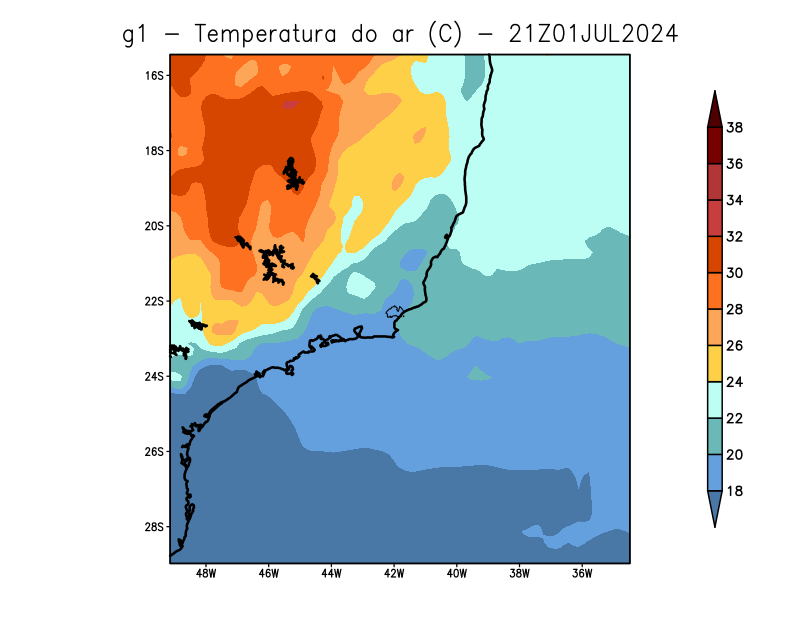 g1 – Temperatura do ar (C) – 21Z01JUL2024
16S
18S
20S
22S
24S
26S
28S
48W
46W
44W
42W
40W
38W
36W
38
36
34
32
30
28
26
24
22
20
18